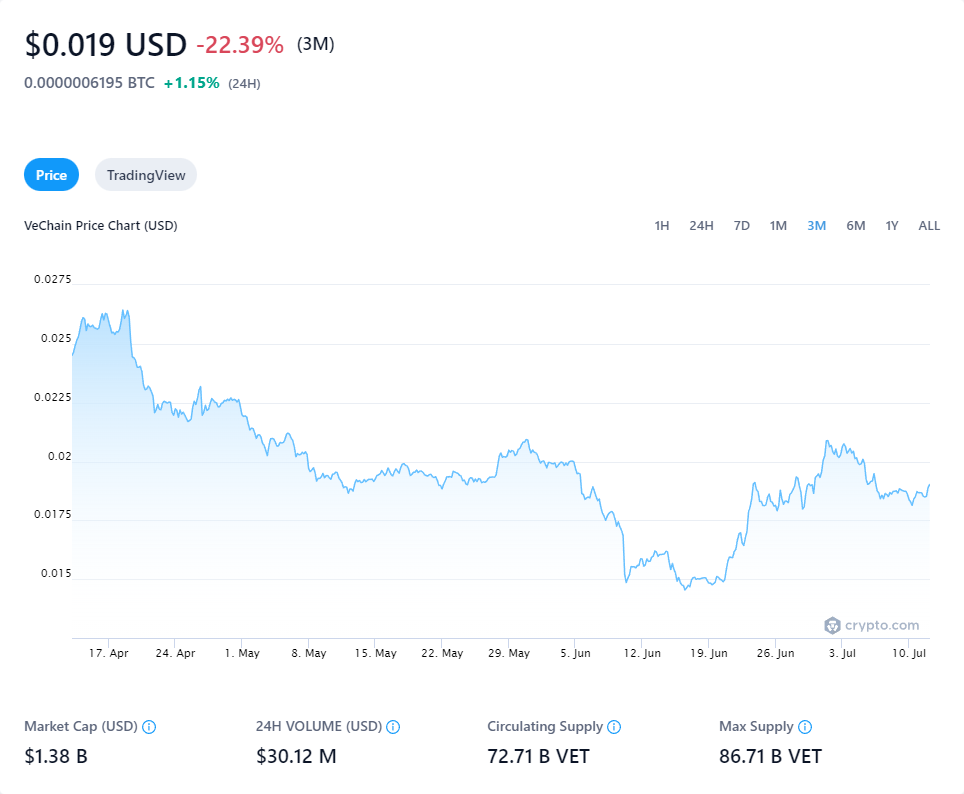 $0.019 USD -22.39% (3M)
0.0000006195 BTC +1.15% (24H)
Price TradingView
VeChain Price Chart (USD) 1H 24H 7D 1M 3M 6M 1Y ALL
0.0275
0.025
0.0225
0.02
0.0175
0.015
crypto.com
17. Apr 24. Apr 1. May 8. May 15. May 22. May 29. May 5. Jun 12. Jun 19. Jun 26. Jun 3. Jul 10. Jul
Market Cap (USD) 24H VOLUME (USD) Circulating Supply Max Supply
$1.38 B $30.12 M 72.71 B VET 86.71 B VET